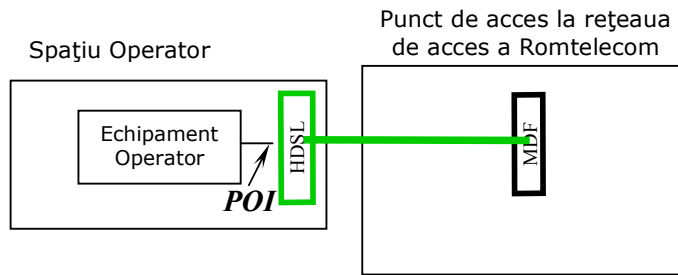 Punct de acces la reţeaua
de acces a Romtelecom
Spaţiu Operator
Echipament
Operator
POI
HDSL
MDF